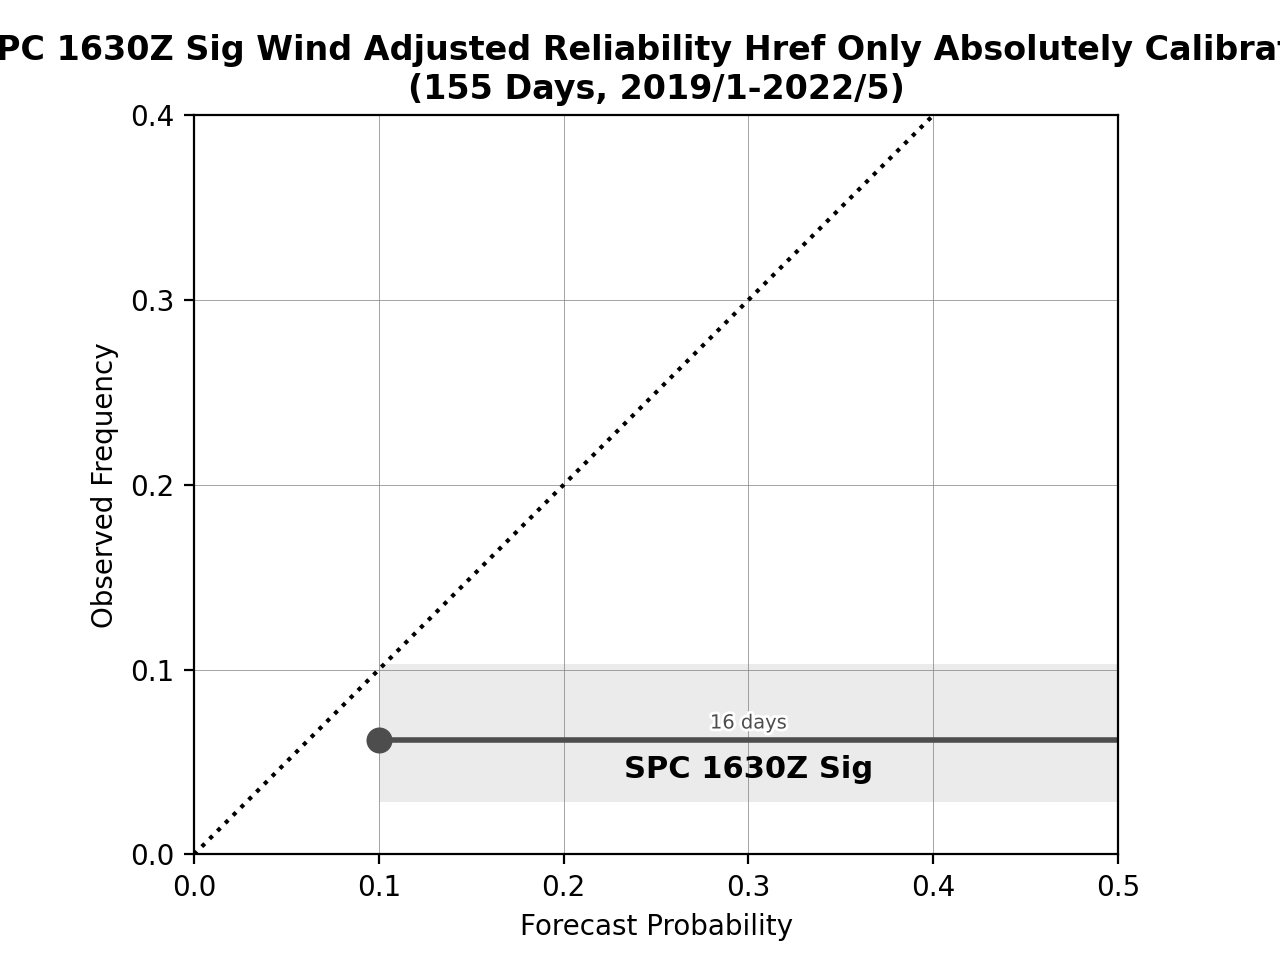 PC 1630Z Sig Wind Adjusted Reliability Href Only Absolutely Calibra
(155 Days, 2019/1-2022/5)
0.4
0.3
0.2
0.1
0.0
Observed Frequency
16 days
SPC 1630Z Sig
0.0 0.1 0.2 0.3 0.4 0.5
Forecast Probability